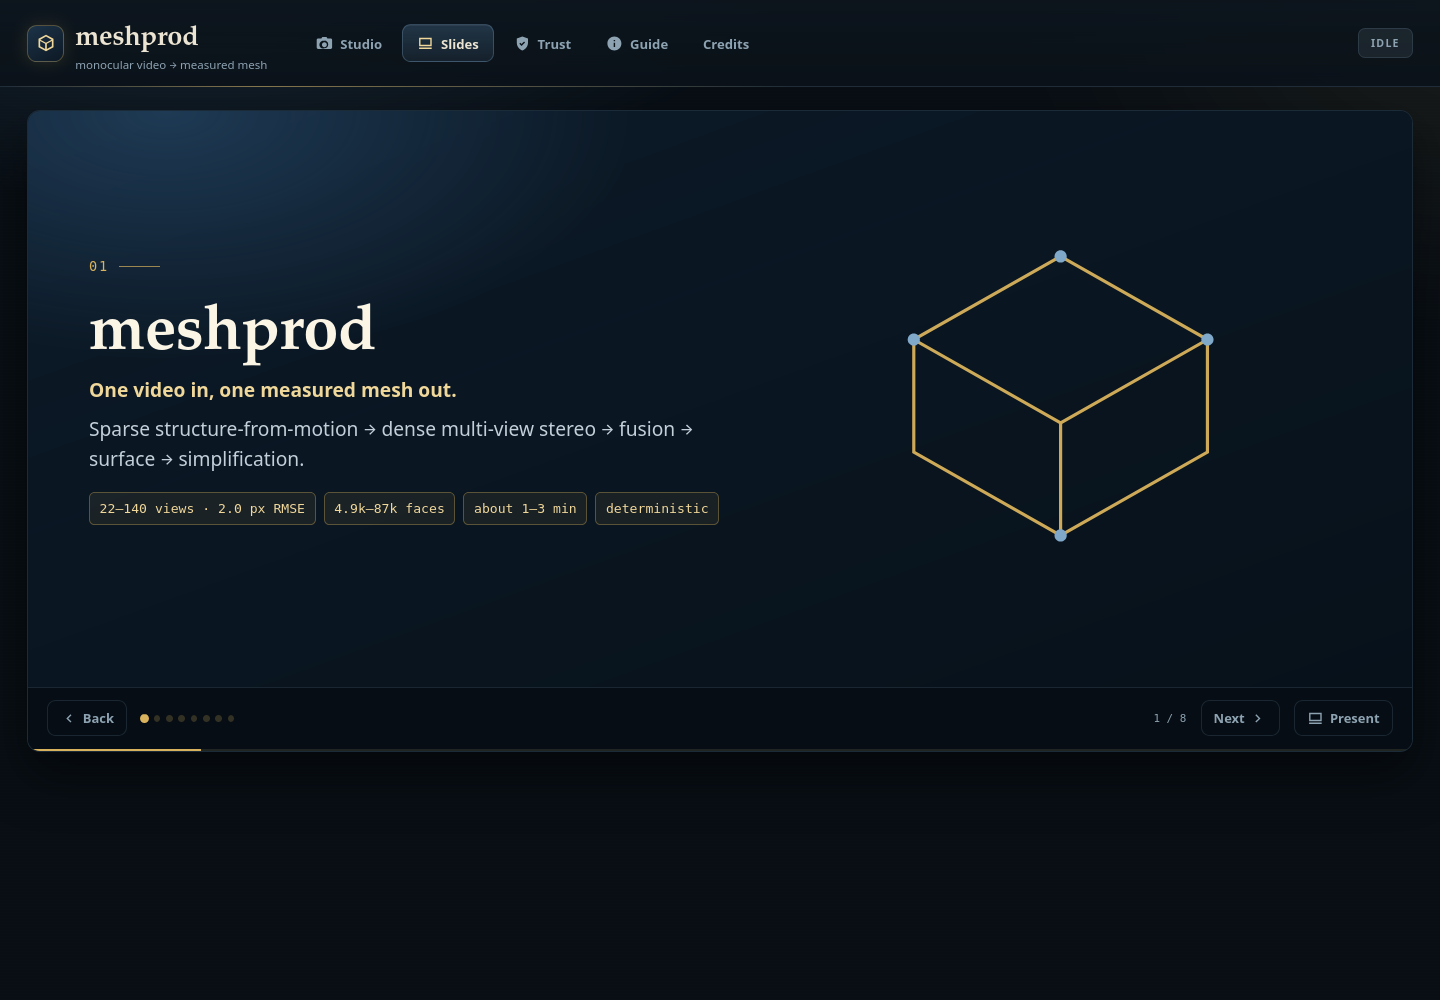 meshprod
monocular video → measured mesh
Studio
Slides
Trust
Guide
Credits
IDLE
01
meshprod
One video in, one measured mesh out.
Sparse structure-from-motion → dense multi-view stereo → fusion →
surface → simplification.
22–140 views · 2.0 px RMSE
4.9k–87k faces
about 1–3 min
deterministic
Back
1 / 8
Next
Present